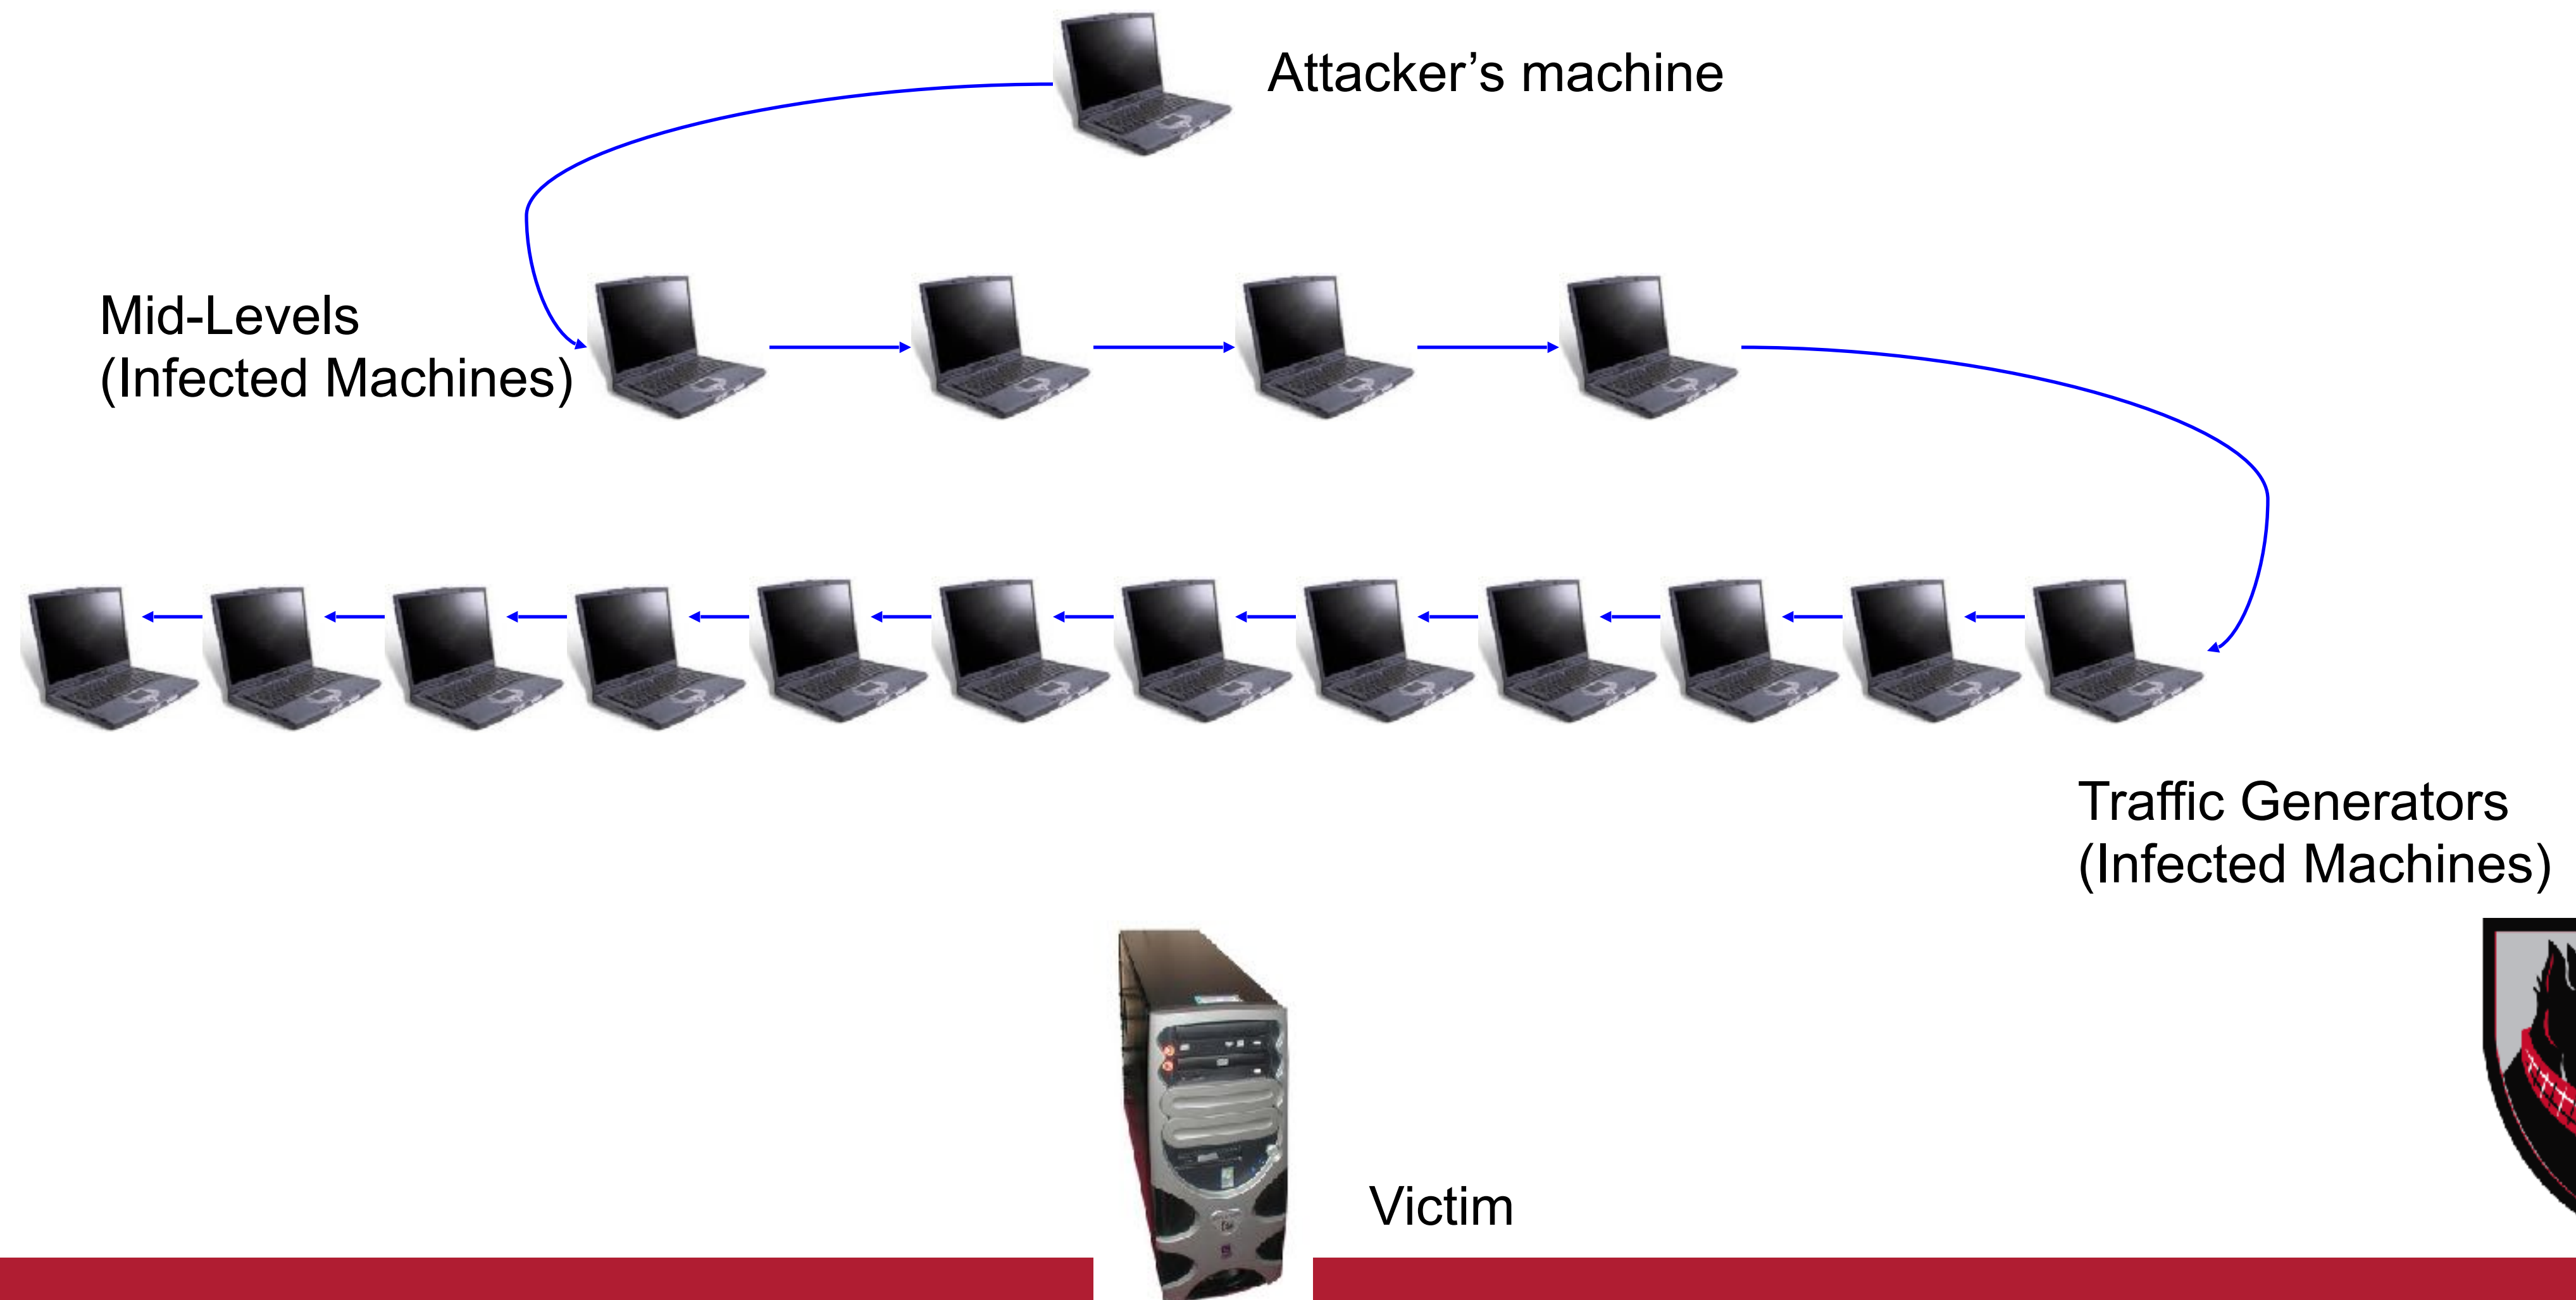 Attacker’s machine
Mid-Levels
(Infected Machines)
Traffic Generators
(Infected Machines)
Victim